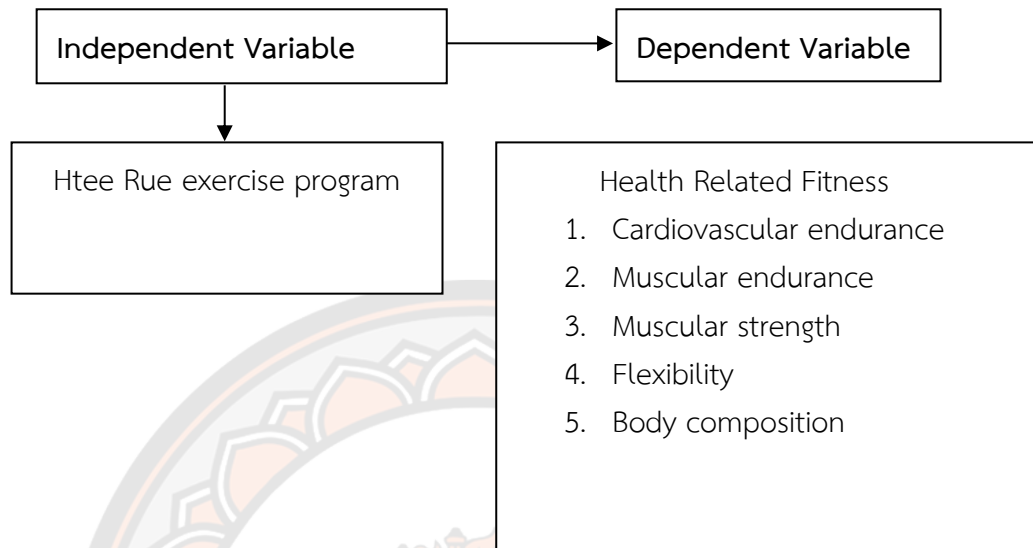 Independent Variable
Dependent Variable
Htee Rue exercise program
Health Related Fitness
1. Cardiovascular endurance
2. Muscular endurance
3. Muscular strength
4. Flexibility
5. Body composition